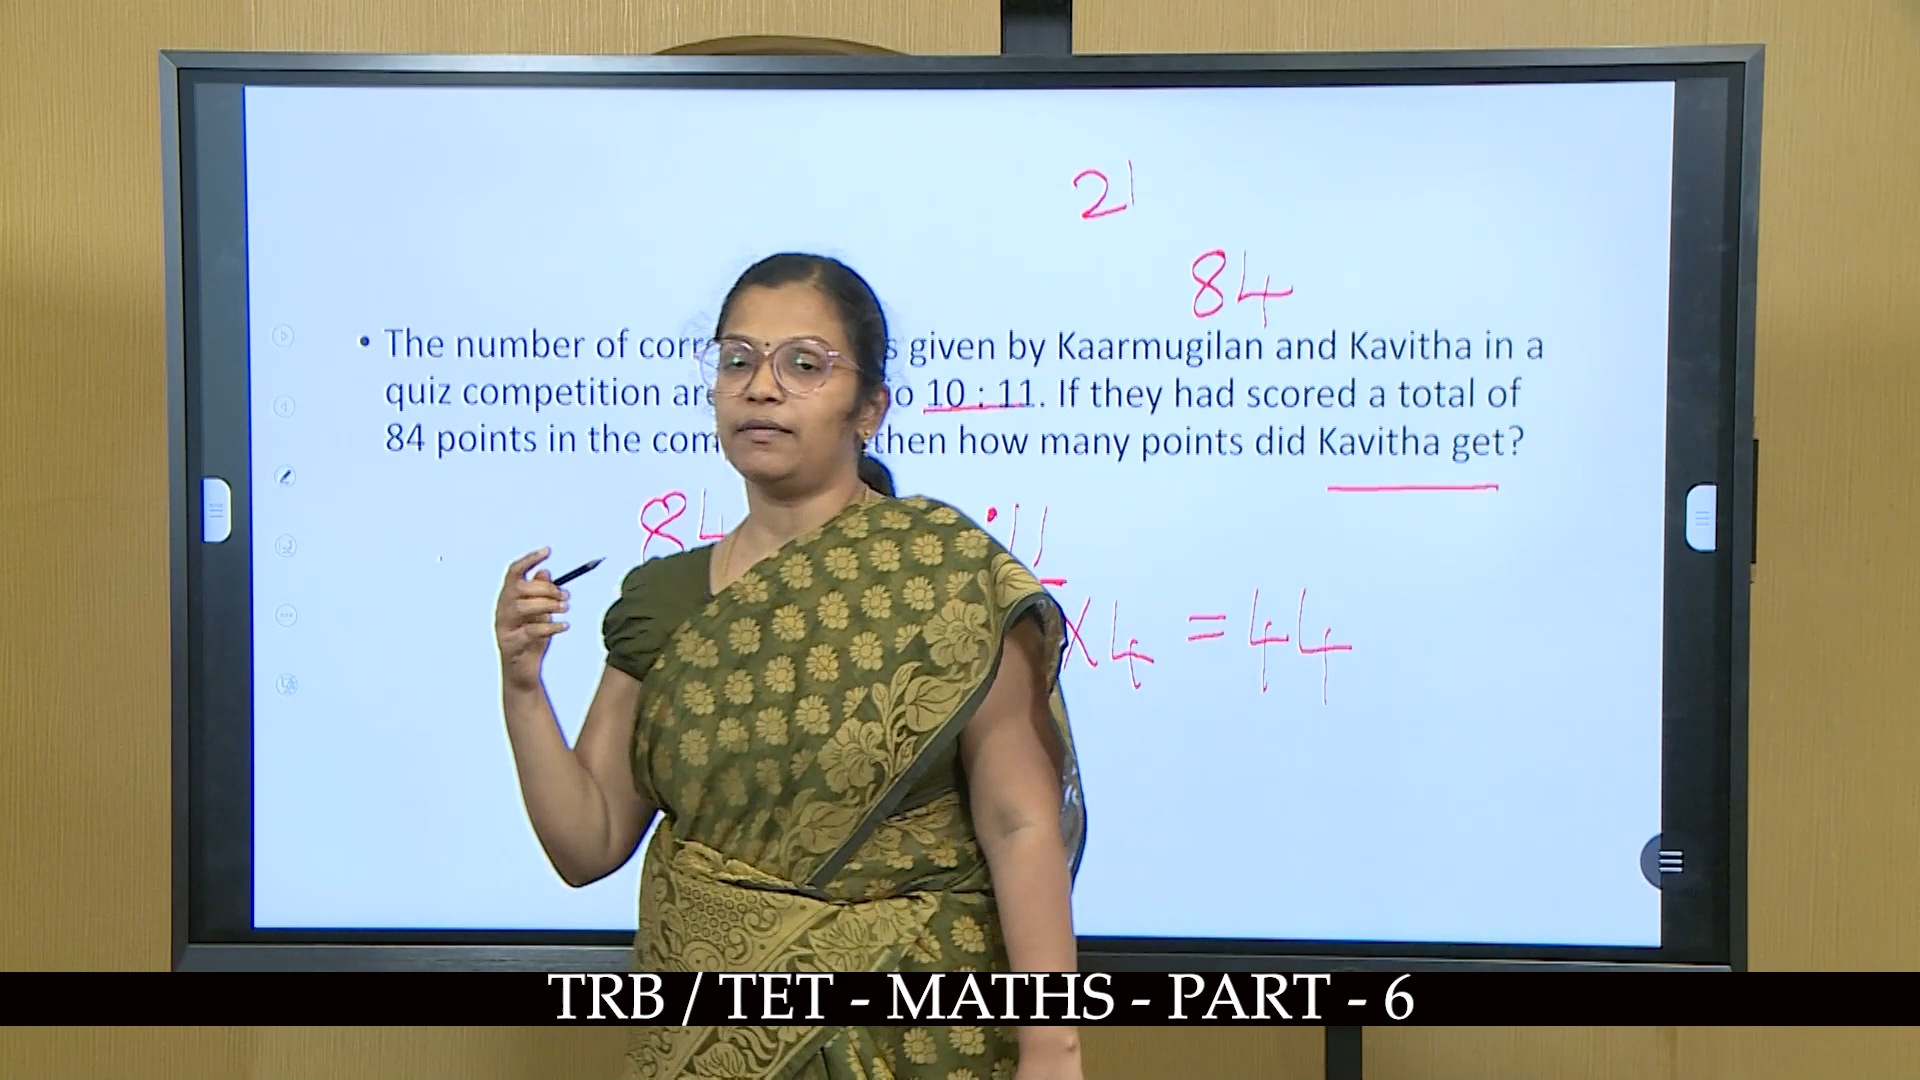 21
84
• The number of corr s given by Kaarmugilan and Kavitha in a
quiz competition are o 10 : 11. If they had scored a total of
84 points in the com then how many points did Kavitha get?
84 : 11
x4 = 44
TRB / TET - MATHS - PART - 6